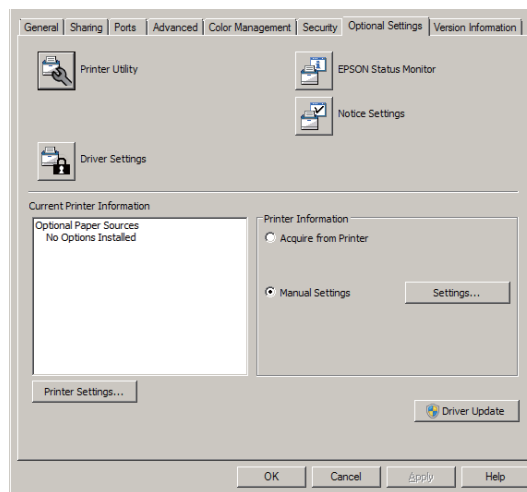 General Sharing Ports Advanced Color Management Security Optional Settings Version Information
Printer Utility
EPSON Status Monitor
Notice Settings
Driver Settings
Current Printer Information
Optional Paper Sources
No Options Installed
Printer Information
Acquire from Printer
Manual Settings
Settings...
Printer Settings...
Driver Update
OK Cancel Apply Help